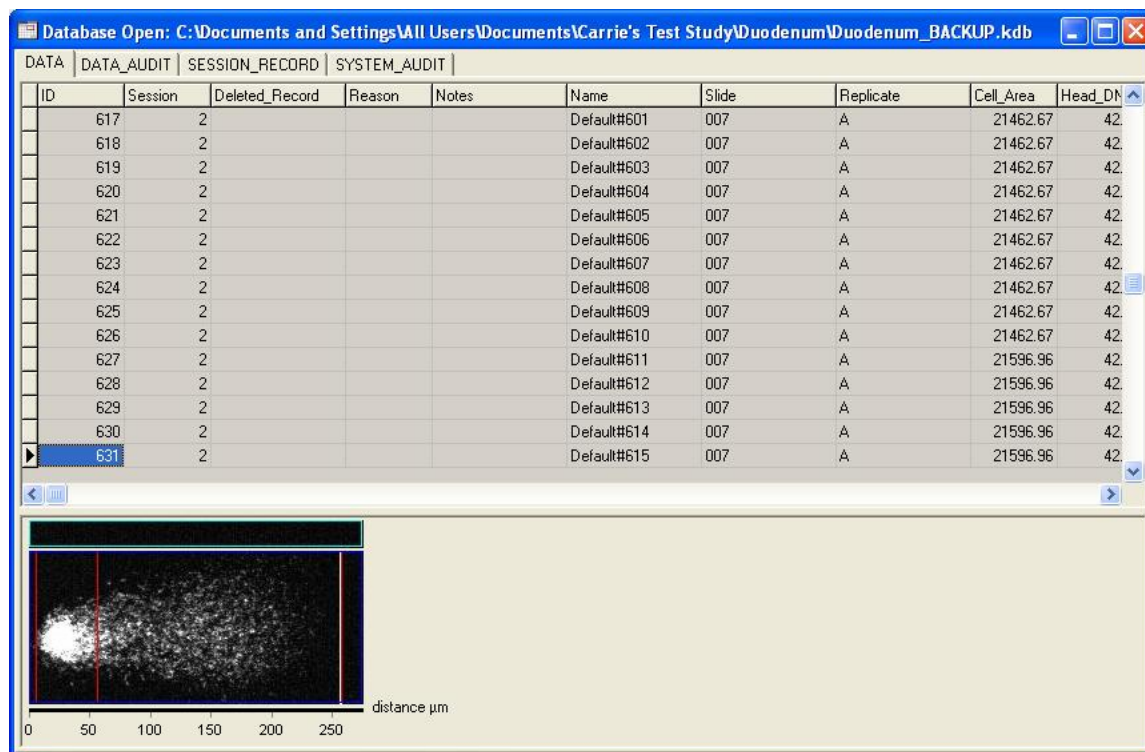 Database Open: C:\Documents and Settings\All Users\Documents\Carrie's Test Study\Duodenum\Duodenum_BACKUP.kdb
DATA DATA_AUDIT SESSION_RECORD SYSTEM_AUDIT
ID Session Deleted_Record Reason Notes Name Slide Replicate Cell_Area Head_DN
617 2 Default#601 007 A 21462.67 42.
618 2 Default#602 007 A 21462.67 42.
619 2 Default#603 007 A 21462.67 42.
620 2 Default#604 007 A 21462.67 42.
621 2 Default#605 007 A 21462.67 42.
622 2 Default#606 007 A 21462.67 42.
623 2 Default#607 007 A 21462.67 42.
624 2 Default#608 007 A 21462.67 42.
625 2 Default#609 007 A 21462.67 42.
626 2 Default#610 007 A 21462.67 42.
627 2 Default#611 007 A 21596.96 42.
628 2 Default#612 007 A 21596.96 42.
629 2 Default#613 007 A 21596.96 42.
630 2 Default#614 007 A 21596.96 42.
631 2 Default#615 007 A 21596.96 42.
distance µm
0 50 100 150 200 250